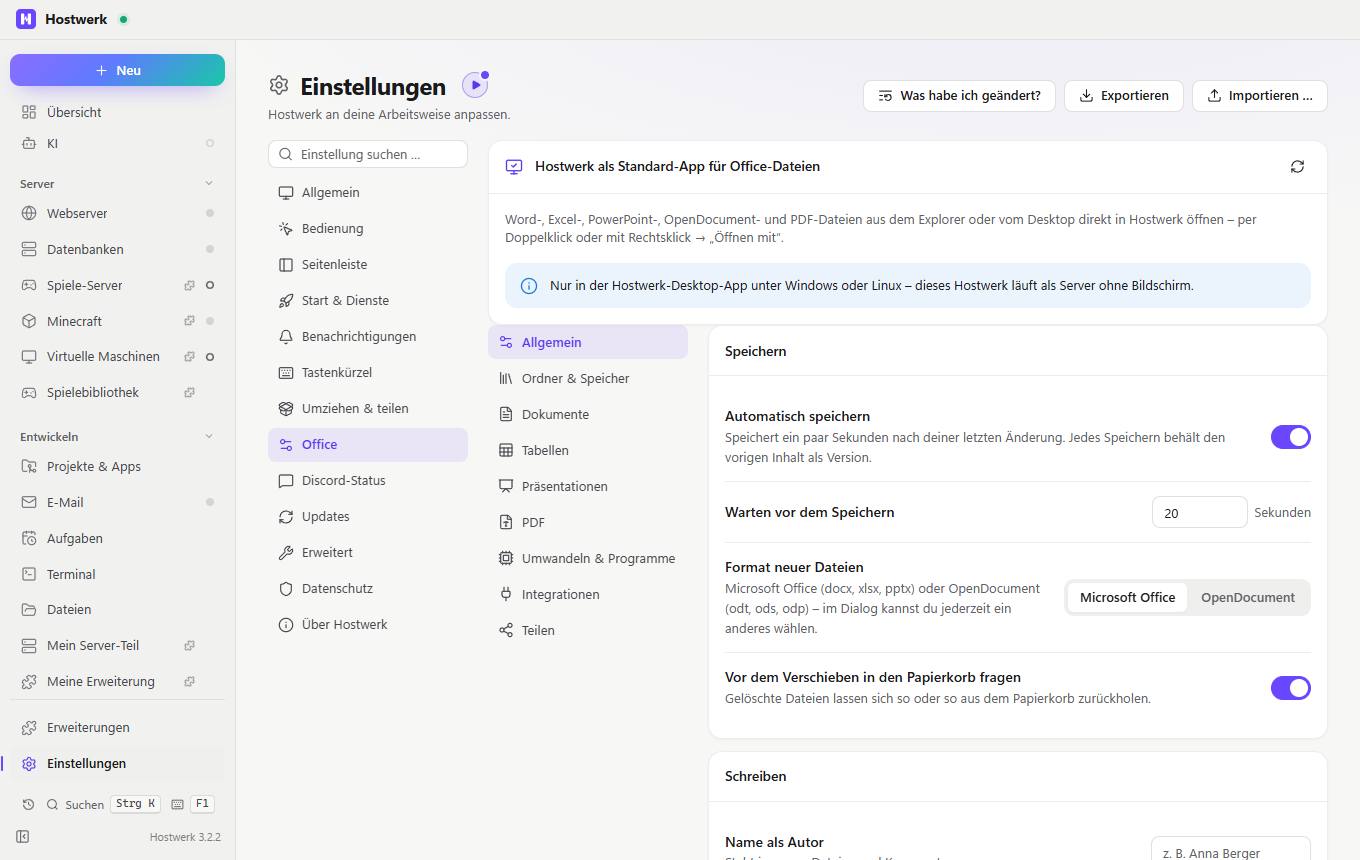 Hostwerk
Neu
Übersicht
KI
Server
Webserver
Datenbanken
Spiele-Server
Minecraft
Virtuelle Maschinen
Spielebibliothek
Entwickeln
Projekte & Apps
E-Mail
Aufgaben
Terminal
Dateien
Mein Server-Teil
Meine Erweiterung
Erweiterungen
Einstellungen
Suchen Strg K F1
Hostwerk 3.2.2
Einstellungen
Hostwerk an deine Arbeitsweise anpassen.
Was habe ich geändert?
Exportieren
Importieren ...
Einstellung suchen ...
Allgemein
Bedienung
Seitenleiste
Start & Dienste
Benachrichtigungen
Tastenkürzel
Umziehen & teilen
Office
Discord-Status
Updates
Erweitert
Datenschutz
Über Hostwerk
Hostwerk als Standard-App für Office-Dateien
Word-, Excel-, PowerPoint-, OpenDocument- und PDF-Dateien aus dem Explorer oder vom Desktop direkt in Hostwerk öffnen – per
Doppelklick oder mit Rechtsklick → „Öffnen mit“.
Nur in der Hostwerk-Desktop-App unter Windows oder Linux – dieses Hostwerk läuft als Server ohne Bildschirm.
Allgemein
Ordner & Speicher
Dokumente
Tabellen
Präsentationen
PDF
Umwandeln & Programme
Integrationen
Teilen
Speichern
Automatisch speichern
Speichert ein paar Sekunden nach deiner letzten Änderung. Jedes Speichern behält den
vorigen Inhalt als Version.
Warten vor dem Speichern
20 Sekunden
Format neuer Dateien
Microsoft Office (docx, xlsx, pptx) oder OpenDocument
(odt, ods, odp) – im Dialog kannst du jederzeit ein
anderes wählen.
Microsoft Office OpenDocument
Vor dem Verschieben in den Papierkorb fragen
Gelöschte Dateien lassen sich so oder so aus dem Papierkorb zurückholen.
Schreiben
Name als Autor
z. B. Anna Berger